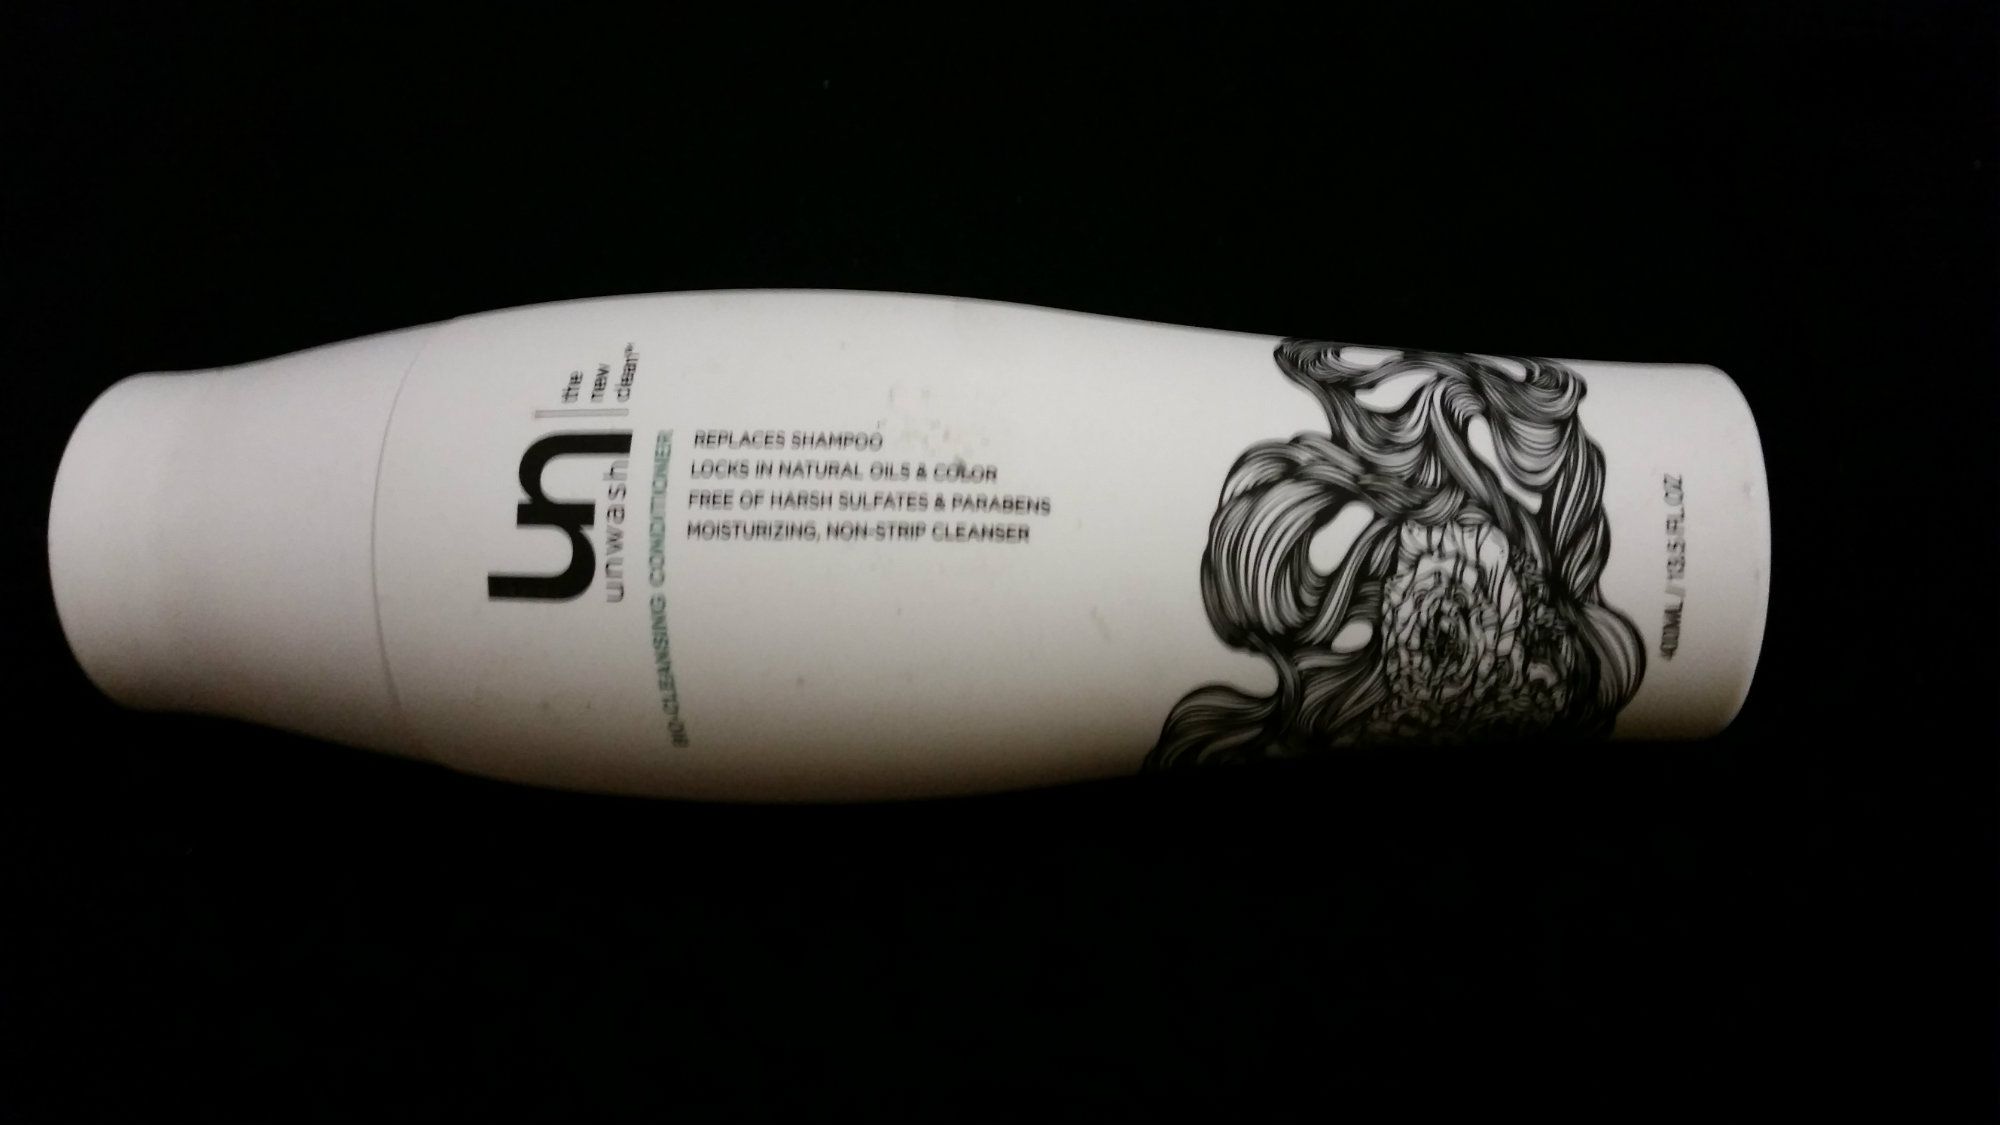 un
unwash
the
new
clean®
BIO-CLEANSING CONDITIONER
REPLACES SHAMPOO
LOCKS IN NATURAL OILS & COLOR
FREE OF HARSH SULFATES & PARABENS
MOISTURIZING, NON-STRIP CLEANSER
400ML // 13.5 FL OZ